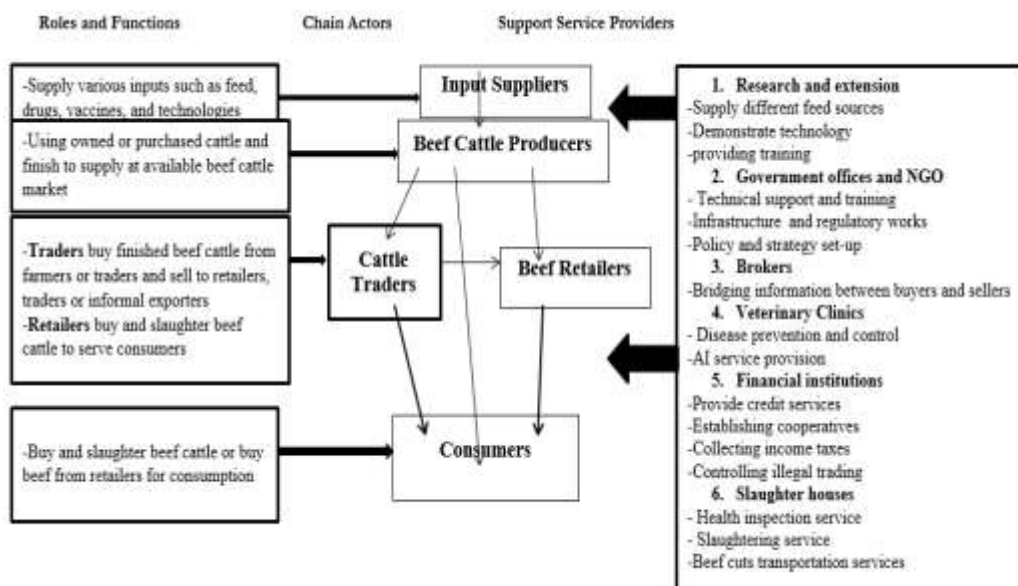 Roles and Functions
Chain Actors
Support Service Providers
-Supply various inputs such as feed,
drugs, vaccines, and technologies
-Using owned or purchased cattle and
finish to supply at available beef cattle
market
-Traders buy finished beef cattle from
farmers or traders and sell to retailers,
traders or informal exporters
-Retailers buy and slaughter beef
cattle to serve consumers
-Buy and slaughter beef cattle or buy
beef from retailers for consumption
Input Suppliers
Beef Cattle Producers
Cattle
Traders
Beef Retailers
Consumers
1. Research and extension
-Supply different feed sources
-Demonstrate technology
-providing training
2. Government offices and NGO
- Technical support and training
-Infrastructure and regulatory works
-Policy and strategy set-up
3. Brokers
-Bridging information between buyers and sellers
4. Veterinary Clinics
- Disease prevention and control
-AI service provision
5. Financial institutions
-Provide credit services
-Establishing cooperatives
-Collecting income taxes
-Controlling illegal trading
6. Slaughter houses
- Health inspection service
- Slaughtering service
-Beef cuts transportation services